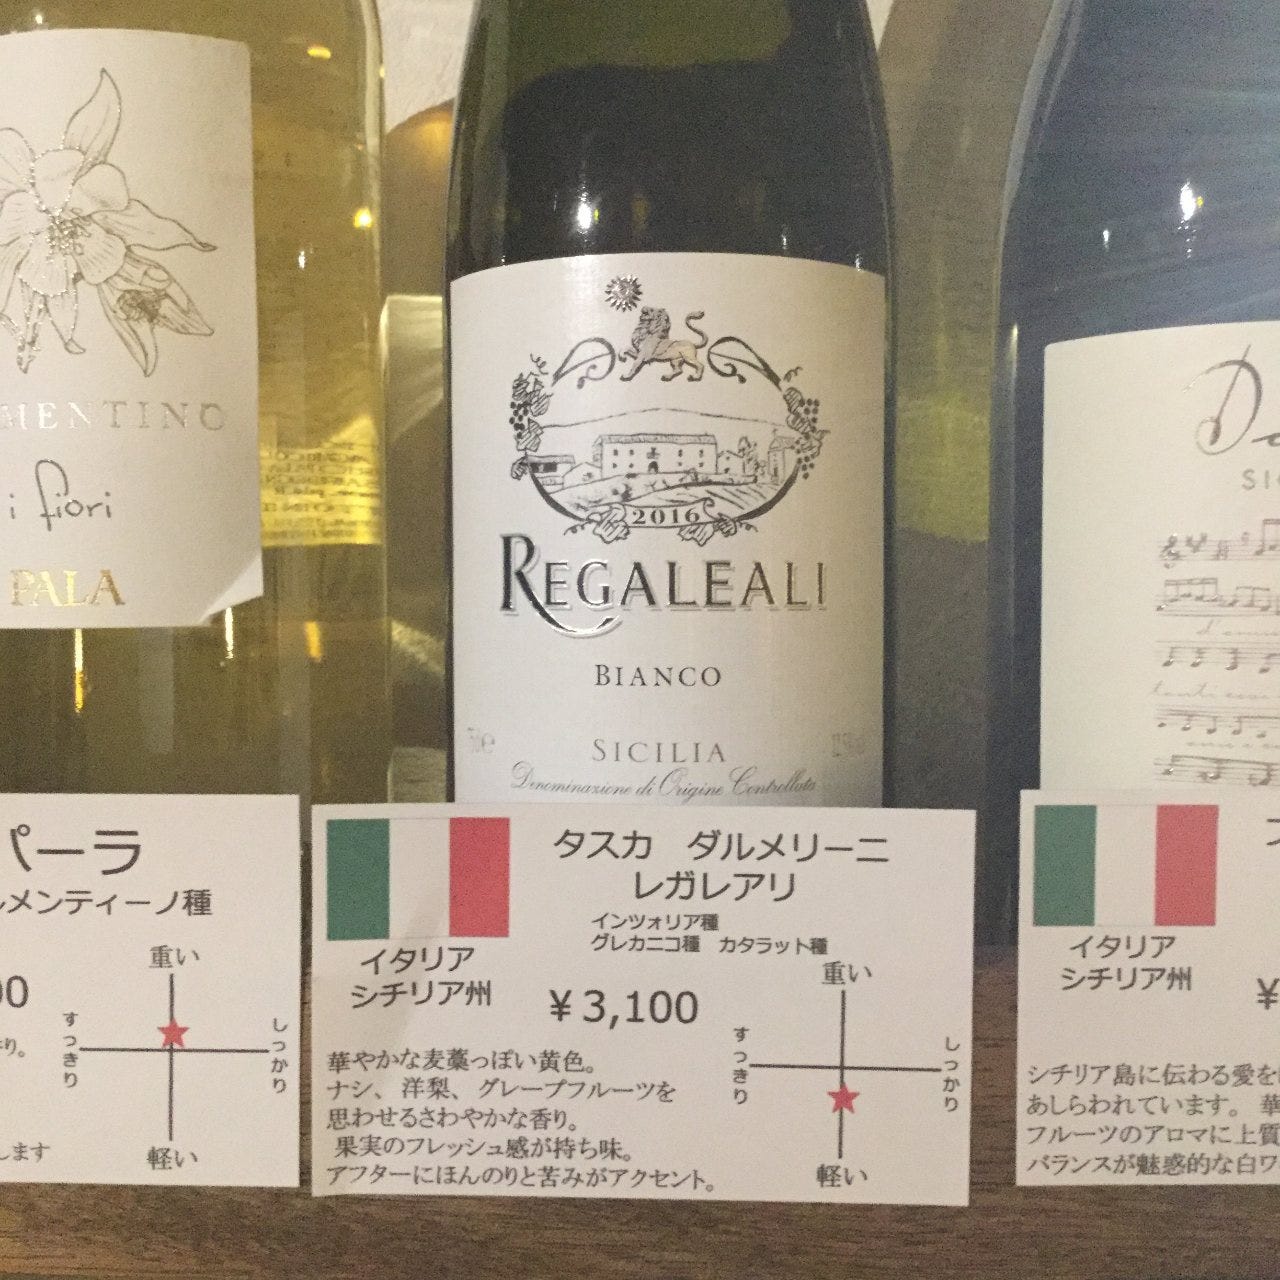 MENTINO
i fiori
PALA
2016
REGALEALI
BIANCO
SICILIA
Denominazione di Origine Controllata
SIC
パーラ
ルメンティーノ種
00
重い
すっきり
しっかり
軽い
します
タスカ ダルメリーニ
レガレアリ
インツォリア種
グレカニコ種 カタラット種
イタリア
シチリア州
¥3,100
重い
すっきり
しっかり
軽い
華やかな麦藁っぽい黄色。
ナシ、洋梨、グレープフルーツを
思わせるさわやかな香り。
果実のフレッシュ感が持ち味。
アフターにほんのりと苦みがアクセント。
イタリア
シチリア州
¥
シチリア島に伝わる愛を
あしらわれています。華
フルーツのアロマに上質
バランスが魅惑的な白ワ